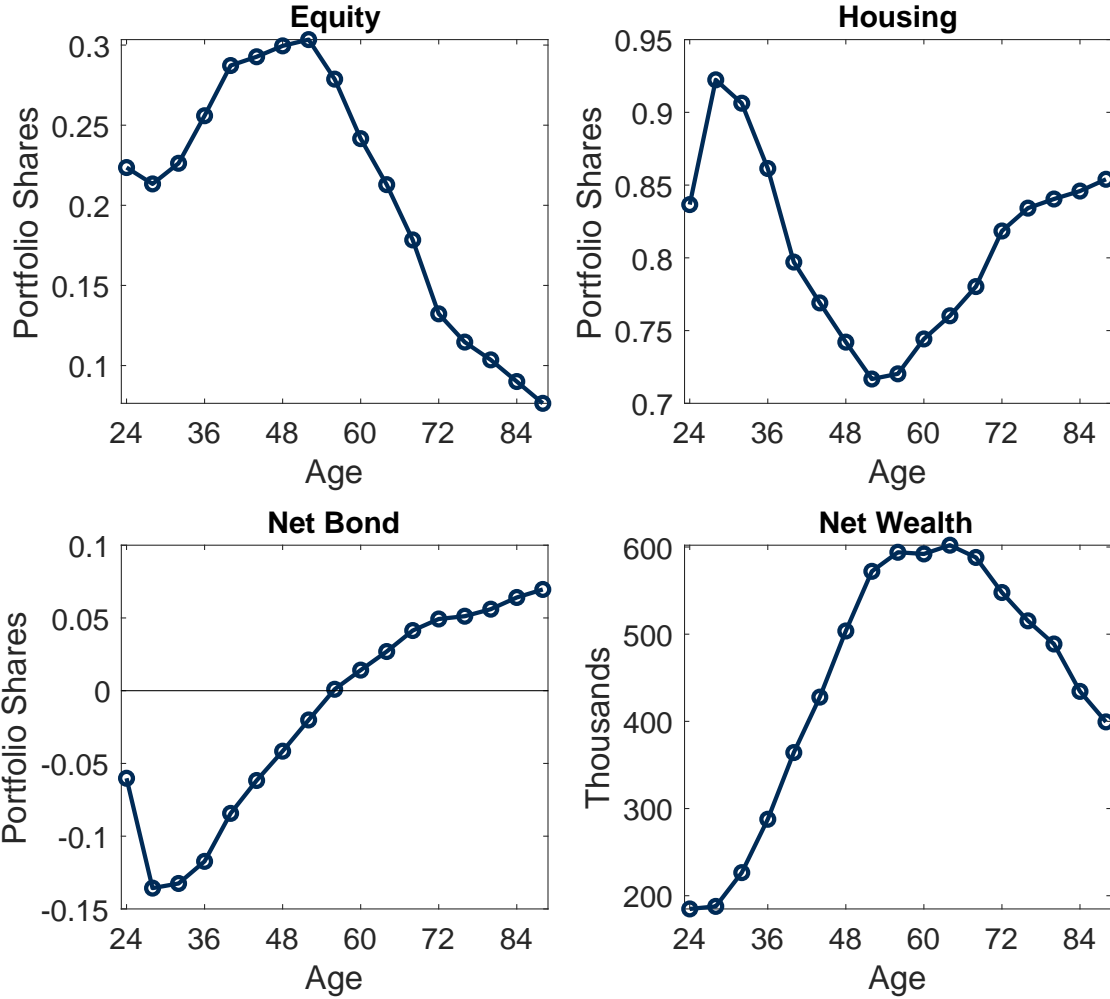 Equity
Portfolio Shares
0.3
0.25
0.2
0.15
0.1
24 36 48 60 72 84
Age
Housing
Portfolio Shares
0.95
0.9
0.85
0.8
0.75
0.7
24 36 48 60 72 84
Age
Net Bond
Portfolio Shares
0.1
0.05
0
-0.05
-0.1
-0.15
24 36 48 60 72 84
Age
Net Wealth
Thousands
600
500
400
300
200
24 36 48 60 72 84
Age